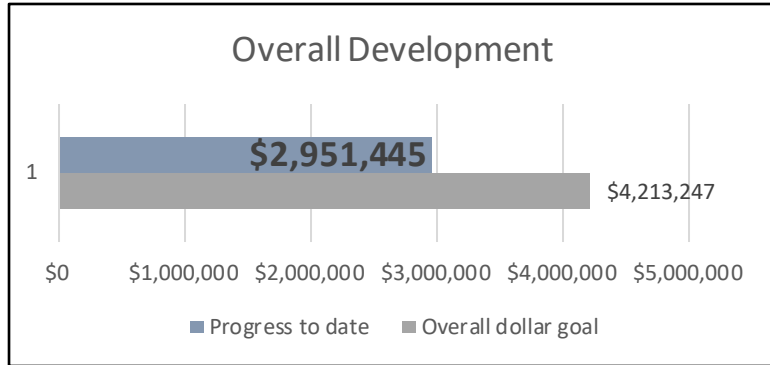 Overall Development
$2,951,445
1
$4,213,247
$0 $1,000,000 $2,000,000 $3,000,000 $4,000,000 $5,000,000
Progress to date Overall dollar goal